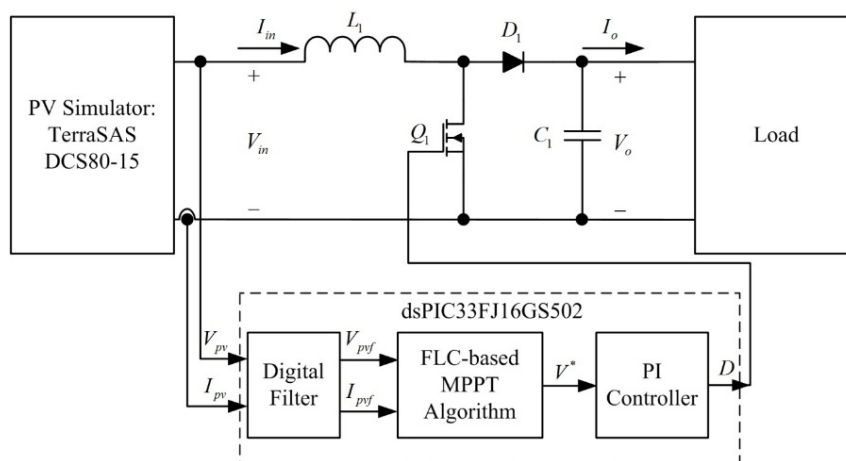 I_in
L_1
D_1
I_o
PV Simulator:
TerraSAS
DCS80-15
+
V_in
−
Q_1
C_1
+
V_o
−
Load
dsPIC33FJ16GS502
V_pv
I_pv
Digital
Filter
V_pvf
I_pvf
FLC-based
MPPT
Algorithm
V*
PI
Controller
D